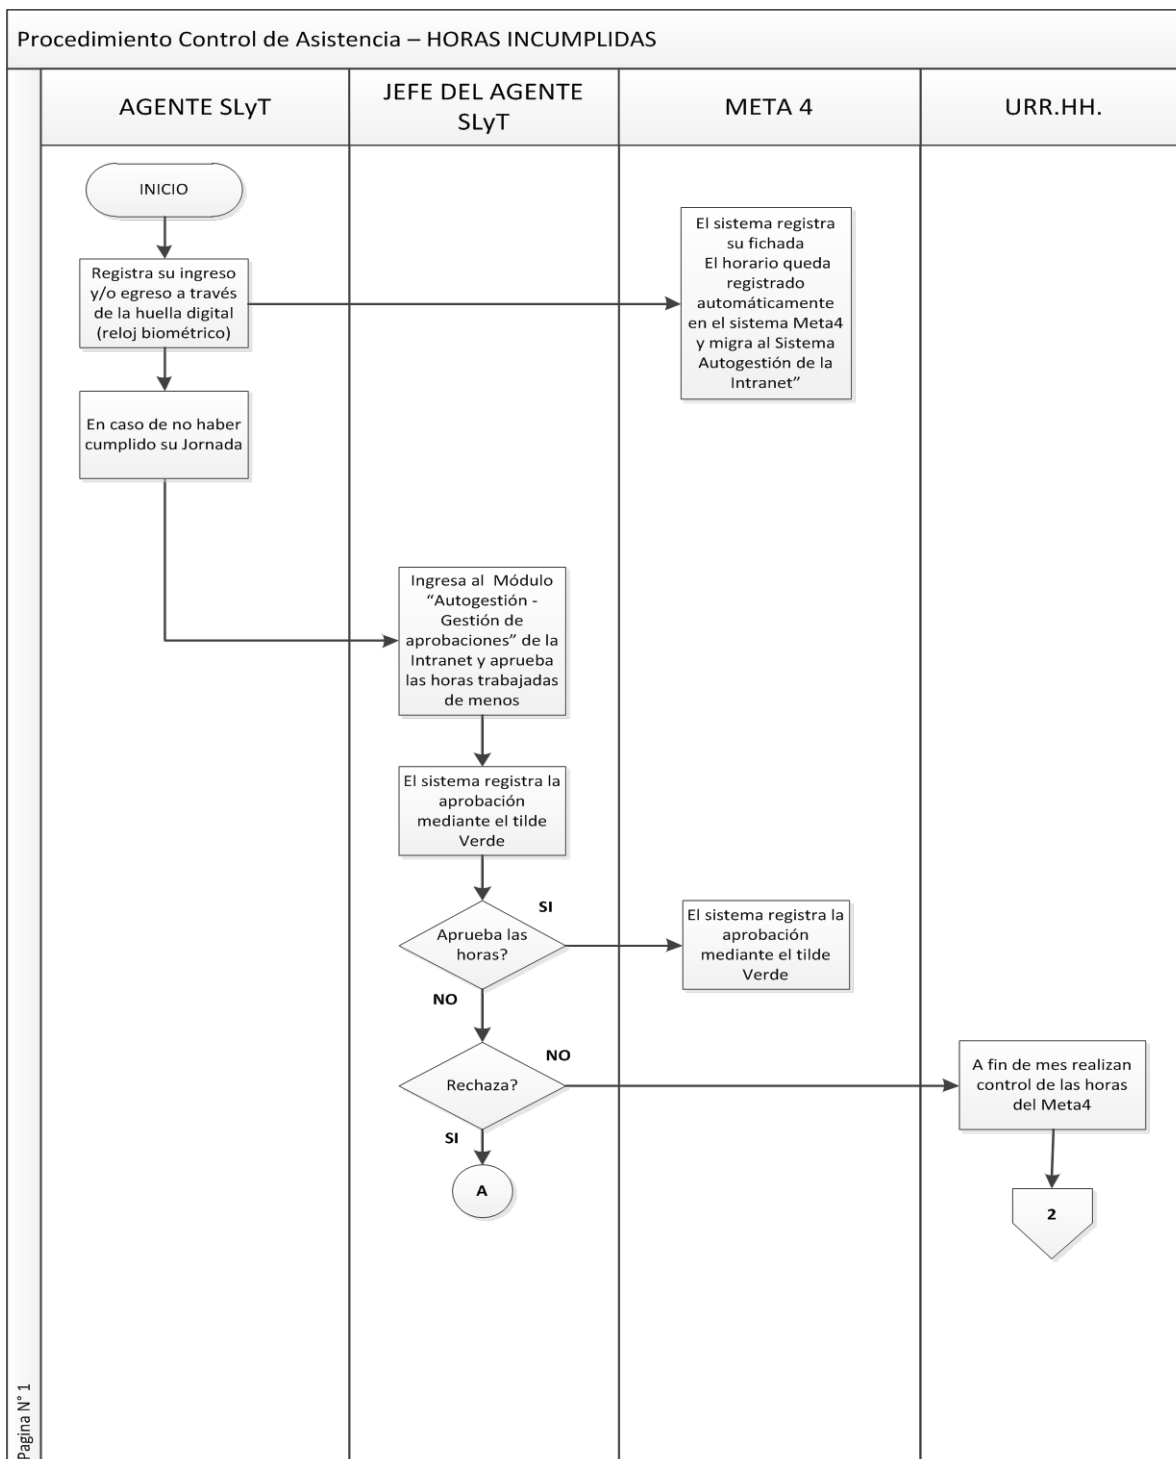 Procedimiento Control de Asistencia – HORAS INCUMPLIDAS
AGENTE SLyT
JEFE DEL AGENTE
SLyT
META 4
URR.HH.
INICIO
Registra su ingreso
y/o egreso a través
de la huella digital
(reloj biométrico)
El sistema registra
su fichada
El horario queda
registrado
automáticamente
en el sistema Meta4
y migra al Sistema
Autogestión de la
Intranet”
En caso de no haber
cumplido su Jornada
Ingresa al Módulo
“Autogestión -
Gestión de
aprobaciones” de la
Intranet y aprueba
las horas trabajadas
de menos
El sistema registra la
aprobación
mediante el tilde
Verde
Aprueba las
horas?
SI
El sistema registra la
aprobación
mediante el tilde
Verde
NO
Rechaza?
NO
A fin de mes realizan
control de las horas
del Meta4
SI
A
2
Pagina N° 1